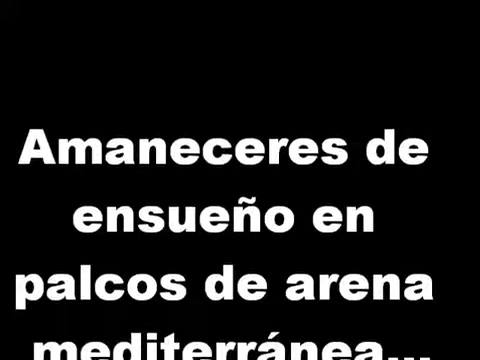 Amaneceres de
ensueño en
palcos de arena
mediterránea...